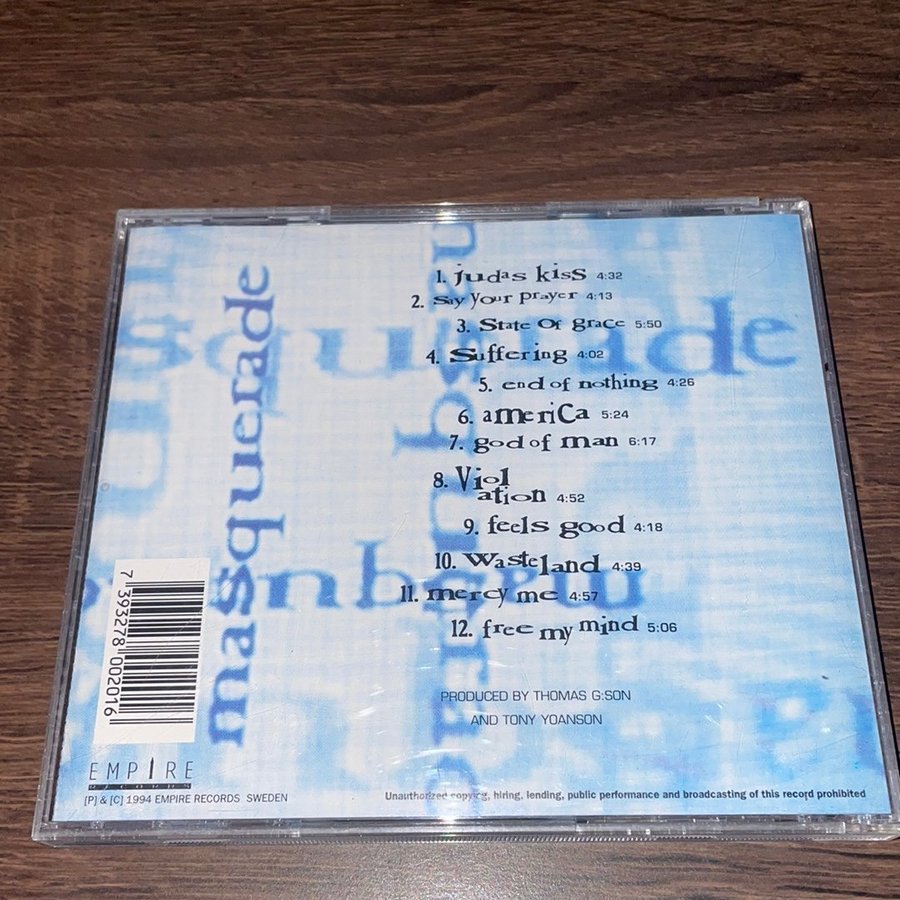 1. judas kiss 4:32
2. say your prayer 4:13
3. State Of grace 5:50
4. Suffering 4:02
5. end of nothing 4:26
6. america 5:24
7. god of man 6:17
8. Viol
ation 4:52
9. feels good 4:18
10. Wasteland 4:39
11. mercy me 4:57
12. free my mind 5:06
PRODUCED BY THOMAS G:SON
AND TONY YOANSON
masquerade
squerade
masquerade
masque
7 393278 002016
EMPIRE
RECORDS
[P] & [C] 1994 EMPIRE RECORDS SWEDEN
Unauthorized copying, hiring, lending, public performance and broadcasting of this record prohibited